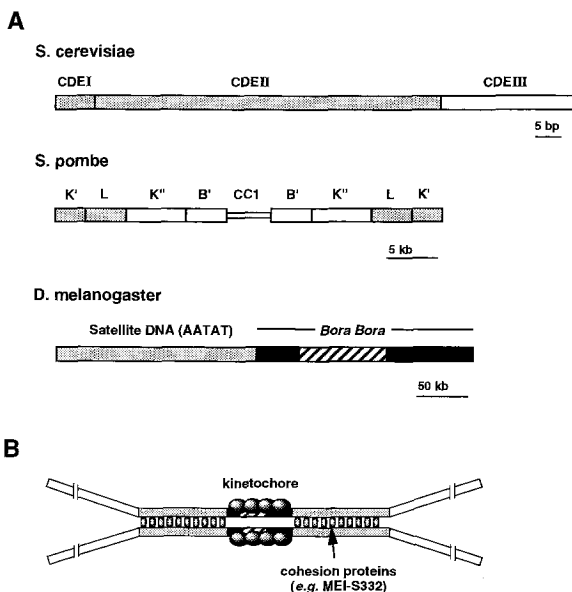 A
S. cerevisiae
CDEI CDEII CDEIII
5 bp
S. pombe
K' L K" B' CC1 B' K" L K'
5 kb
D. melanogaster
Satellite DNA (AATAT) Bora Bora
50 kb
B
kinetochore
cohesion proteins
(e.g. MEI-S332)